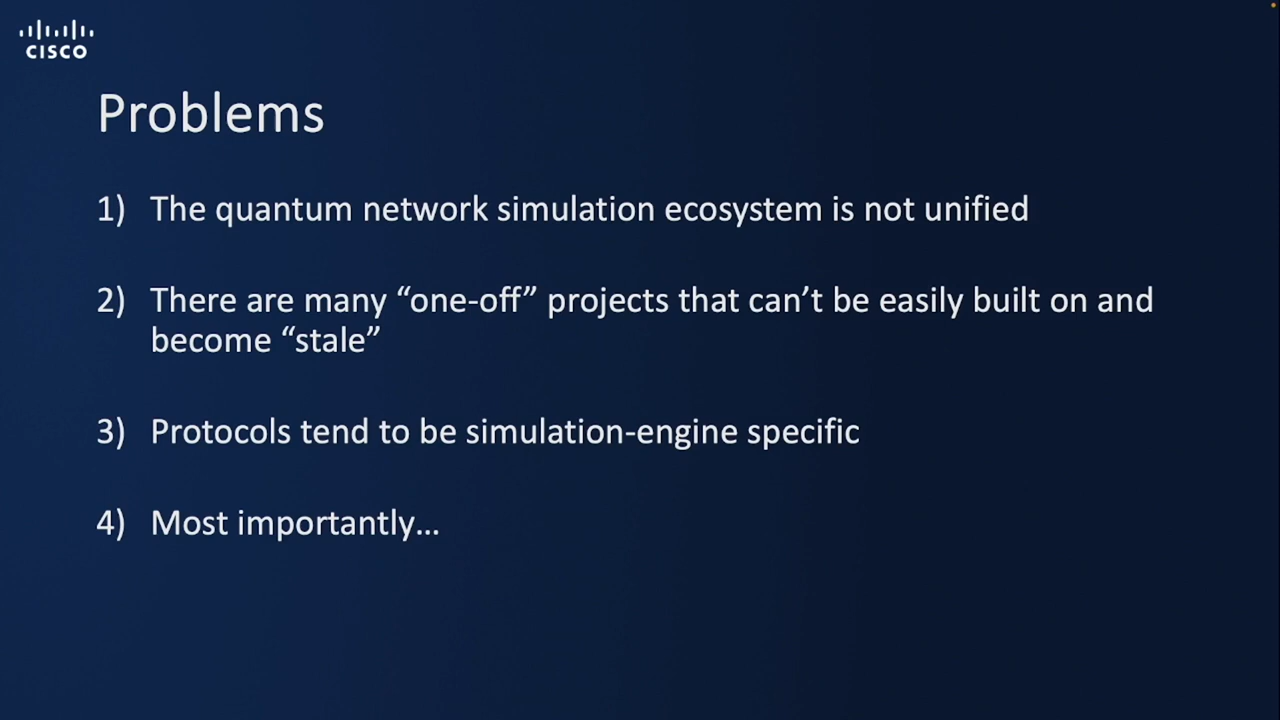 CISCO
Problems
1) The quantum network simulation ecosystem is not unified
2) There are many “one-off” projects that can’t be easily built on and
become “stale”
3) Protocols tend to be simulation-engine specific
4) Most importantly…